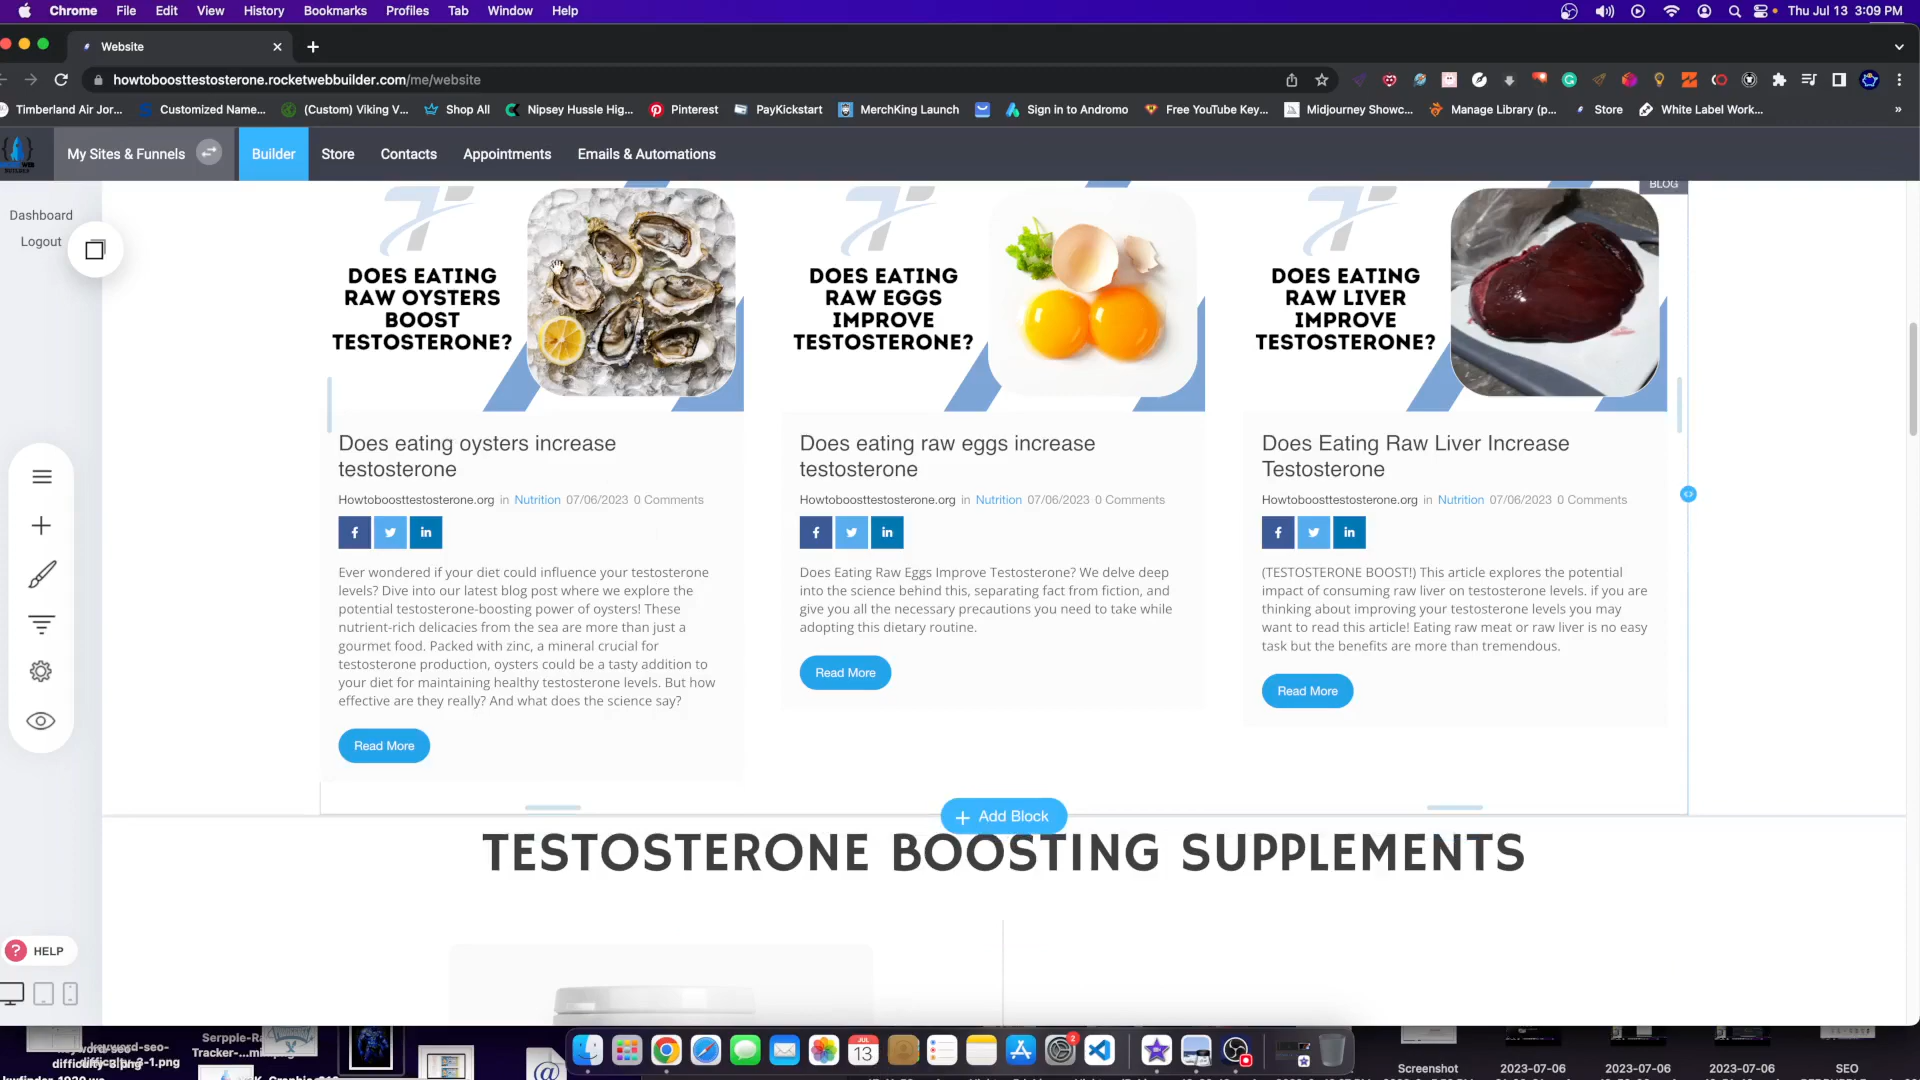 Chrome File Edit View History Bookmarks Profiles Tab Window Help Thu Jul 13 3:09 PM
Website
howtoboosttestosterone.rocketwebbuilder.com/me/website
Timberland Air Jor... Customized Name... (Custom) Viking V... Shop All Nipsey Hussle Hig... Pinterest PayKickstart MerchKing Launch Sign in to Andromo Free YouTube Key... Midjourney Showc... Manage Library (p... Store White Label Work... »
My Sites & Funnels Builder Store Contacts Appointments Emails & Automations
BLOG
Dashboard
Logout
DOES EATING
RAW OYSTERS
BOOST
TESTOSTERONE?
DOES EATING
RAW EGGS
IMPROVE
TESTOSTERONE?
DOES EATING
RAW LIVER
IMPROVE
TESTOSTERONE?
Does eating oysters increase
testosterone
Howtoboosttestosterone.org in Nutrition 07/06/2023 0 Comments
Ever wondered if your diet could influence your testosterone
levels? Dive into our latest blog post where we explore the
potential testosterone-boosting power of oysters! These
nutrient-rich delicacies from the sea are more than just a
gourmet food. Packed with zinc, a mineral crucial for
testosterone production, oysters could be a tasty addition to
your diet for maintaining healthy testosterone levels. But how
effective are they really? And what does the science say?
Read More
Does eating raw eggs increase
testosterone
Howtoboosttestosterone.org in Nutrition 07/06/2023 0 Comments
Does Eating Raw Eggs Improve Testosterone? We delve deep
into the science behind this, separating fact from fiction, and
give you all the necessary precautions you need to take while
adopting this dietary routine.
Read More
Does Eating Raw Liver Increase
Testosterone
Howtoboosttestosterone.org in Nutrition 07/06/2023 0 Comments
(TESTOSTERONE BOOST!) This article explores the potential
impact of consuming raw liver on testosterone levels. if you are
thinking about improving your testosterone levels you may
want to read this article! Eating raw meat or raw liver is no easy
task but the benefits are more than tremendous.
Read More
+ Add Block
TESTOSTERONE BOOSTING SUPPLEMENTS
? HELP
JUL
13
2
Serpple-Ra
Tracker-...
keyword-seo-
difficulty-3-1.png
Screenshot
2023-07-06
2023-07-06
2023-07-06
SEO